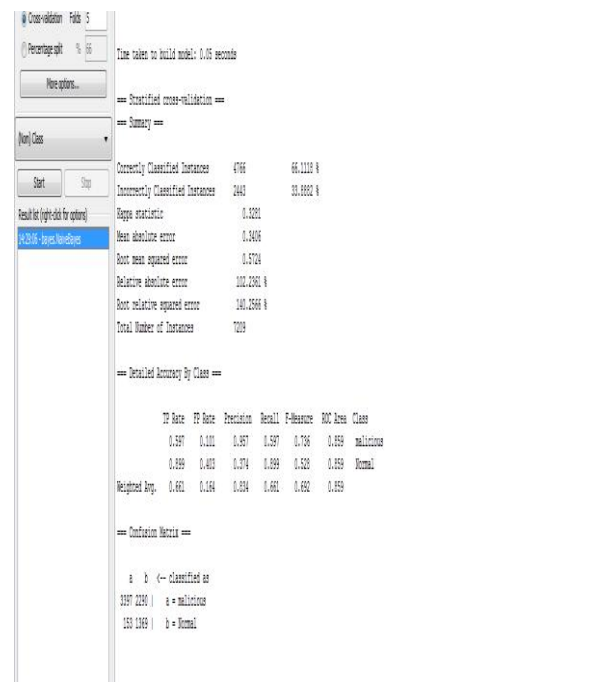 Cross-validation Folds 5
Percentage split % 66
More options...
(Nom) Class
Start Stop
Result list (right-click for options)
14:29:06 - bayes.NaiveBayes
Time taken to build model: 0.05 seconds
=== Stratified cross-validation ===
=== Summary ===
Correctly Classified Instances 4766 66.1118 %
Incorrectly Classified Instances 2443 33.8882 %
Kappa statistic 0.3281
Mean absolute error 0.3406
Root mean squared error 0.5724
Relative absolute error 102.2361 %
Root relative squared error 140.2566 %
Total Number of Instances 7209
=== Detailed Accuracy By Class ===
TP Rate FP Rate Precision Recall F-Measure ROC Area Class
0.597 0.101 0.957 0.597 0.736 0.859 malicious
0.899 0.403 0.374 0.899 0.528 0.859 Normal
Weighted Avg. 0.661 0.164 0.834 0.661 0.692 0.859
=== Confusion Matrix ===
a b <-- classified as
3397 2290 | a = malicious
153 1369 | b = Normal